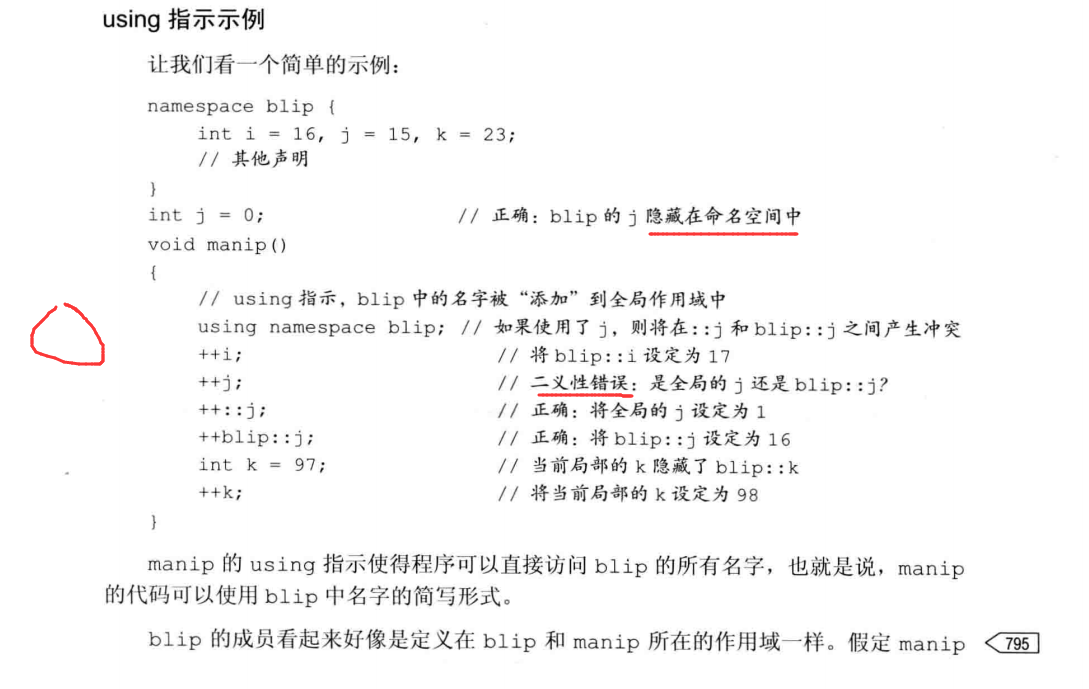 using 指示示例
让我们看一个简单的示例：
namespace blip {
int i = 16, j = 15, k = 23;
// 其他声明
}
int j = 0; // 正确：blip 的 j 隐藏在命名空间中
void manip()
{
// using 指示，blip 中的名字被“添加”到全局作用域中
using namespace blip; // 如果使用了 j，则将在::j 和 blip::j 之间产生冲突
++i; // 将 blip::i 设定为 17
++j; // 二义性错误：是全局的 j 还是 blip::j?
++::j; // 正确：将全局的 j 设定为 1
++blip::j; // 正确：将 blip::j 设定为 16
int k = 97; // 当前局部的 k 隐藏了 blip::k
++k; // 将当前局部的 k 设定为 98
}
manip 的 using 指示使得程序可以直接访问 blip 的所有名字，也就是说，manip
的代码可以使用 blip 中名字的简写形式。
blip 的成员看起来好像是定义在 blip 和 manip 所在的作用域一样。假定 manip 795